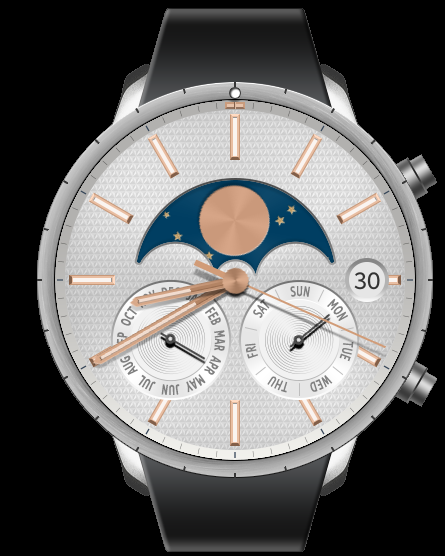 30
SUN
MON
TUE
WED
THU
FRI
SAT
FEB
MAR
APR
MAY
JUN
JUL
AUG
OCT